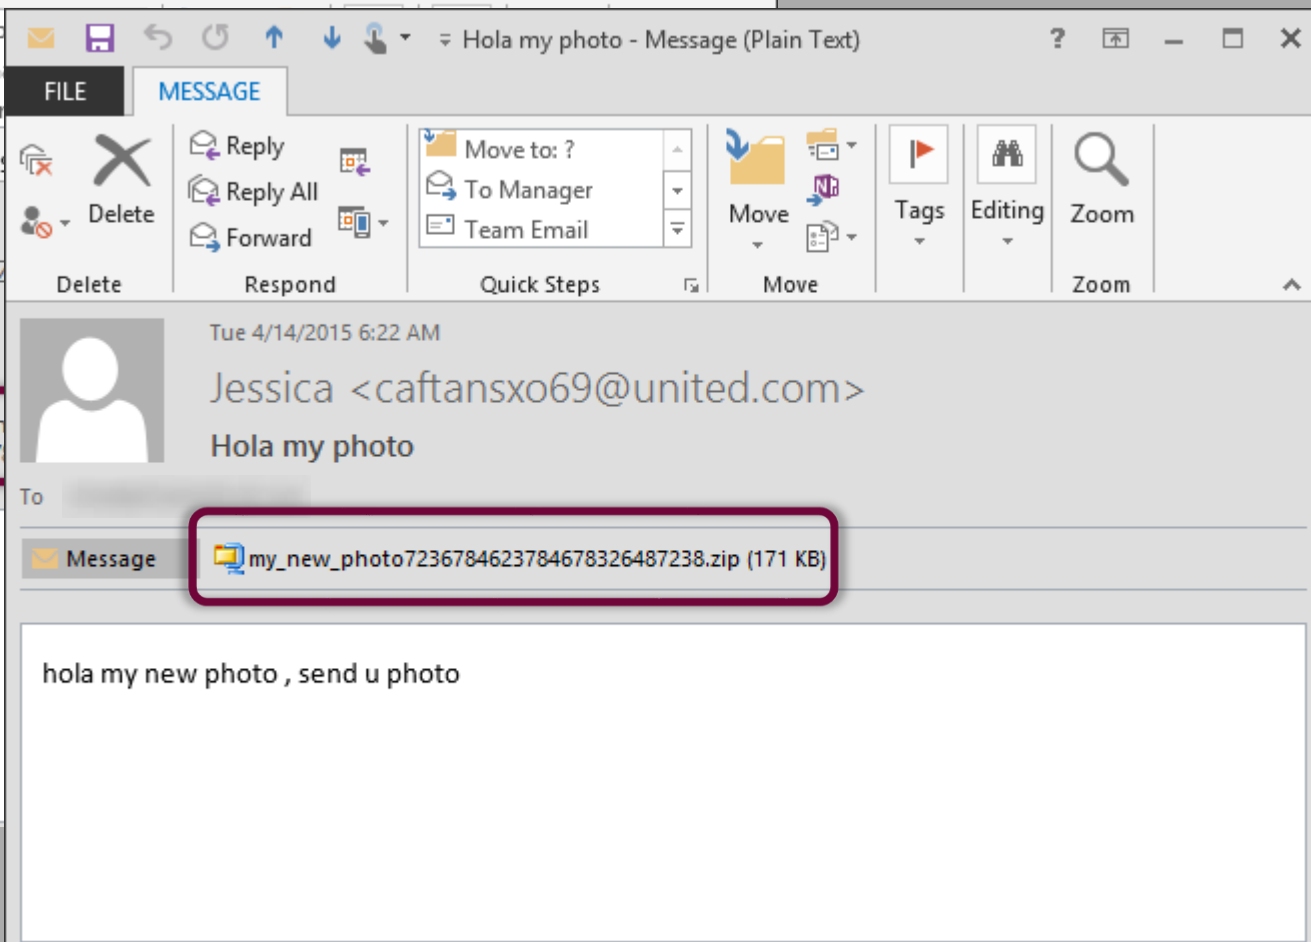 Hola my photo - Message (Plain Text)
?
FILE
MESSAGE
Delete
Reply
Reply All
Forward
Move to: ?
To Manager
Team Email
Move
Tags
Editing
Zoom
Delete
Respond
Quick Steps
Move
Zoom
Tue 4/14/2015 6:22 AM
Jessica <caftansxo69@united.com>
Hola my photo
To
Message
my_new_photo7236784623784678326487238.zip (171 KB)
hola my new photo , send u photo